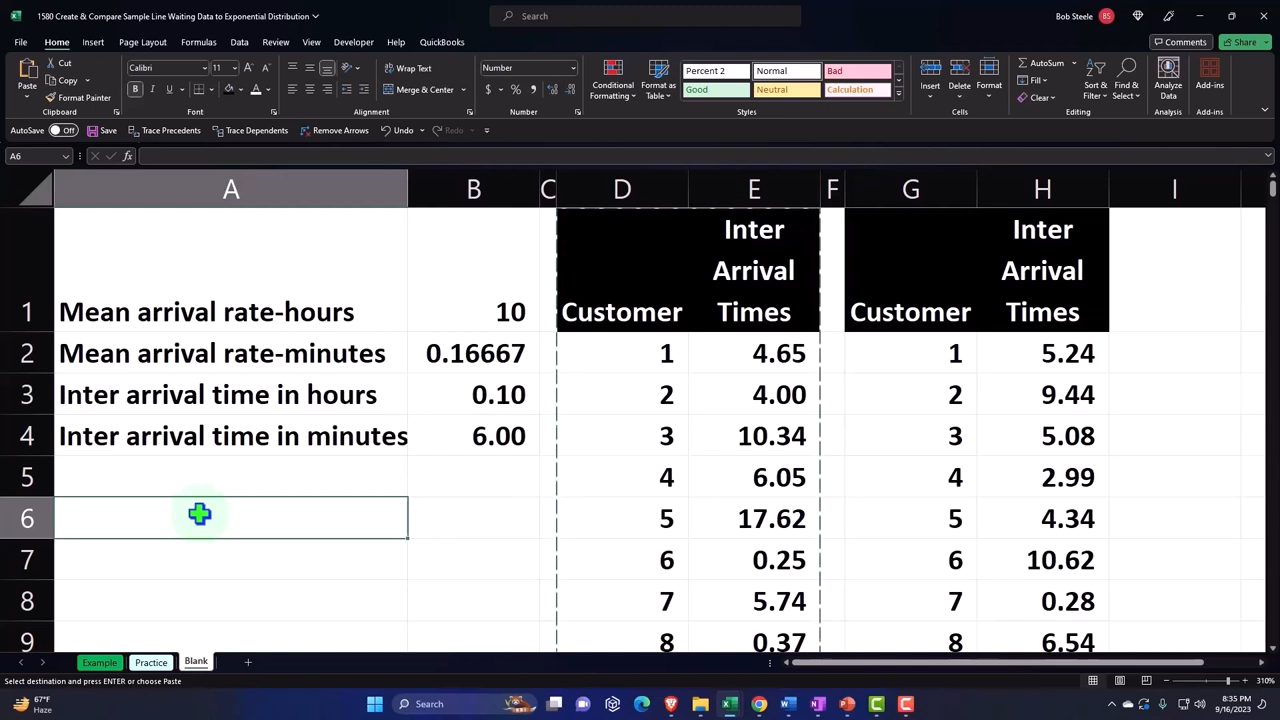 1580 Create & Compare Sample Line Waiting Data to Exponential Distribution
Search
Bob Steele BS
File Home Insert Page Layout Formulas Data Review View Developer Help QuickBooks Comments Share
Paste Cut Copy Format Painter Clipboard
Calibri 11 B I U A Font
Wrap Text Merge & Center Alignment
Number $ % Number
Conditional Formatting Format as Table Percent 2 Normal Bad Good Neutral Calculation Styles
Insert Delete Format Cells
AutoSum Fill Clear Sort & Filter Find & Select Editing
Analyze Data Analysis
Add-ins Add-ins
AutoSave Off Save Trace Precedents Trace Dependents Remove Arrows Undo Redo
A6 fx
A B C D E F G H I
1 Mean arrival rate-hours 10 Customer Inter Arrival Times Customer Inter Arrival Times
2 Mean arrival rate-minutes 0.16667 1 4.65 1 5.24
3 Inter arrival time in hours 0.10 2 4.00 2 9.44
4 Inter arrival time in minutes 6.00 3 10.34 3 5.08
5 4 6.05 4 2.99
6 5 17.62 5 4.34
7 6 0.25 6 10.62
8 7 5.74 7 0.28
9 8 0.37 8 6.54
Example Practice Blank
Select destination and press ENTER or choose Paste 310%
67°F
Haze
Search
8:35 PM
9/16/2023